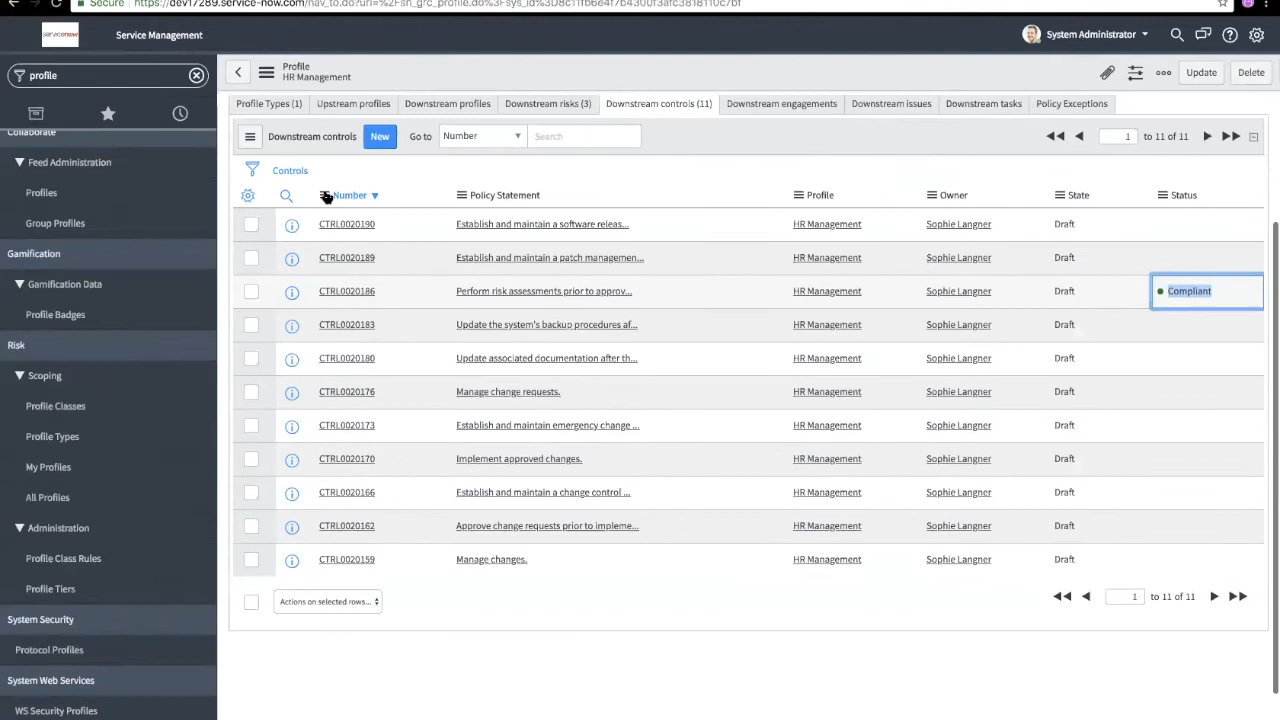 Secure https://dev17289.service-now.com/nav_to.do?uri=%2Fsn_grc_profile.do%3Fsys_id%3D8c11fb6e4f7b4300f3afc3818110c76f
servicenow Service Management System Administrator
profile
Profile
HR Management
Update Delete
Collaborate
Feed Administration
Profiles
Group Profiles
Gamification
Gamification Data
Profile Badges
Risk
Scoping
Profile Classes
Profile Types
My Profiles
All Profiles
Administration
Profile Class Rules
Profile Tiers
System Security
Protocol Profiles
System Web Services
WS Security Profiles
Profile Types (1) Upstream profiles Downstream profiles Downstream risks (3) Downstream controls (11) Downstream engagements Downstream issues Downstream tasks Policy Exceptions
Downstream controls New Go to Number Search 1 to 11 of 11
Controls
Number Policy Statement Profile Owner State Status
CTRL0020190 Establish and maintain a software releas... HR Management Sophie Langner Draft
CTRL0020189 Establish and maintain a patch managemen... HR Management Sophie Langner Draft
CTRL0020186 Perform risk assessments prior to approv... HR Management Sophie Langner Draft Compliant
CTRL0020183 Update the system's backup procedures af... HR Management Sophie Langner Draft
CTRL0020180 Update associated documentation after th... HR Management Sophie Langner Draft
CTRL0020176 Manage change requests. HR Management Sophie Langner Draft
CTRL0020173 Establish and maintain emergency change ... HR Management Sophie Langner Draft
CTRL0020170 Implement approved changes. HR Management Sophie Langner Draft
CTRL0020166 Establish and maintain a change control ... HR Management Sophie Langner Draft
CTRL0020162 Approve change requests prior to impleme... HR Management Sophie Langner Draft
CTRL0020159 Manage changes. HR Management Sophie Langner Draft
Actions on selected rows... 1 to 11 of 11